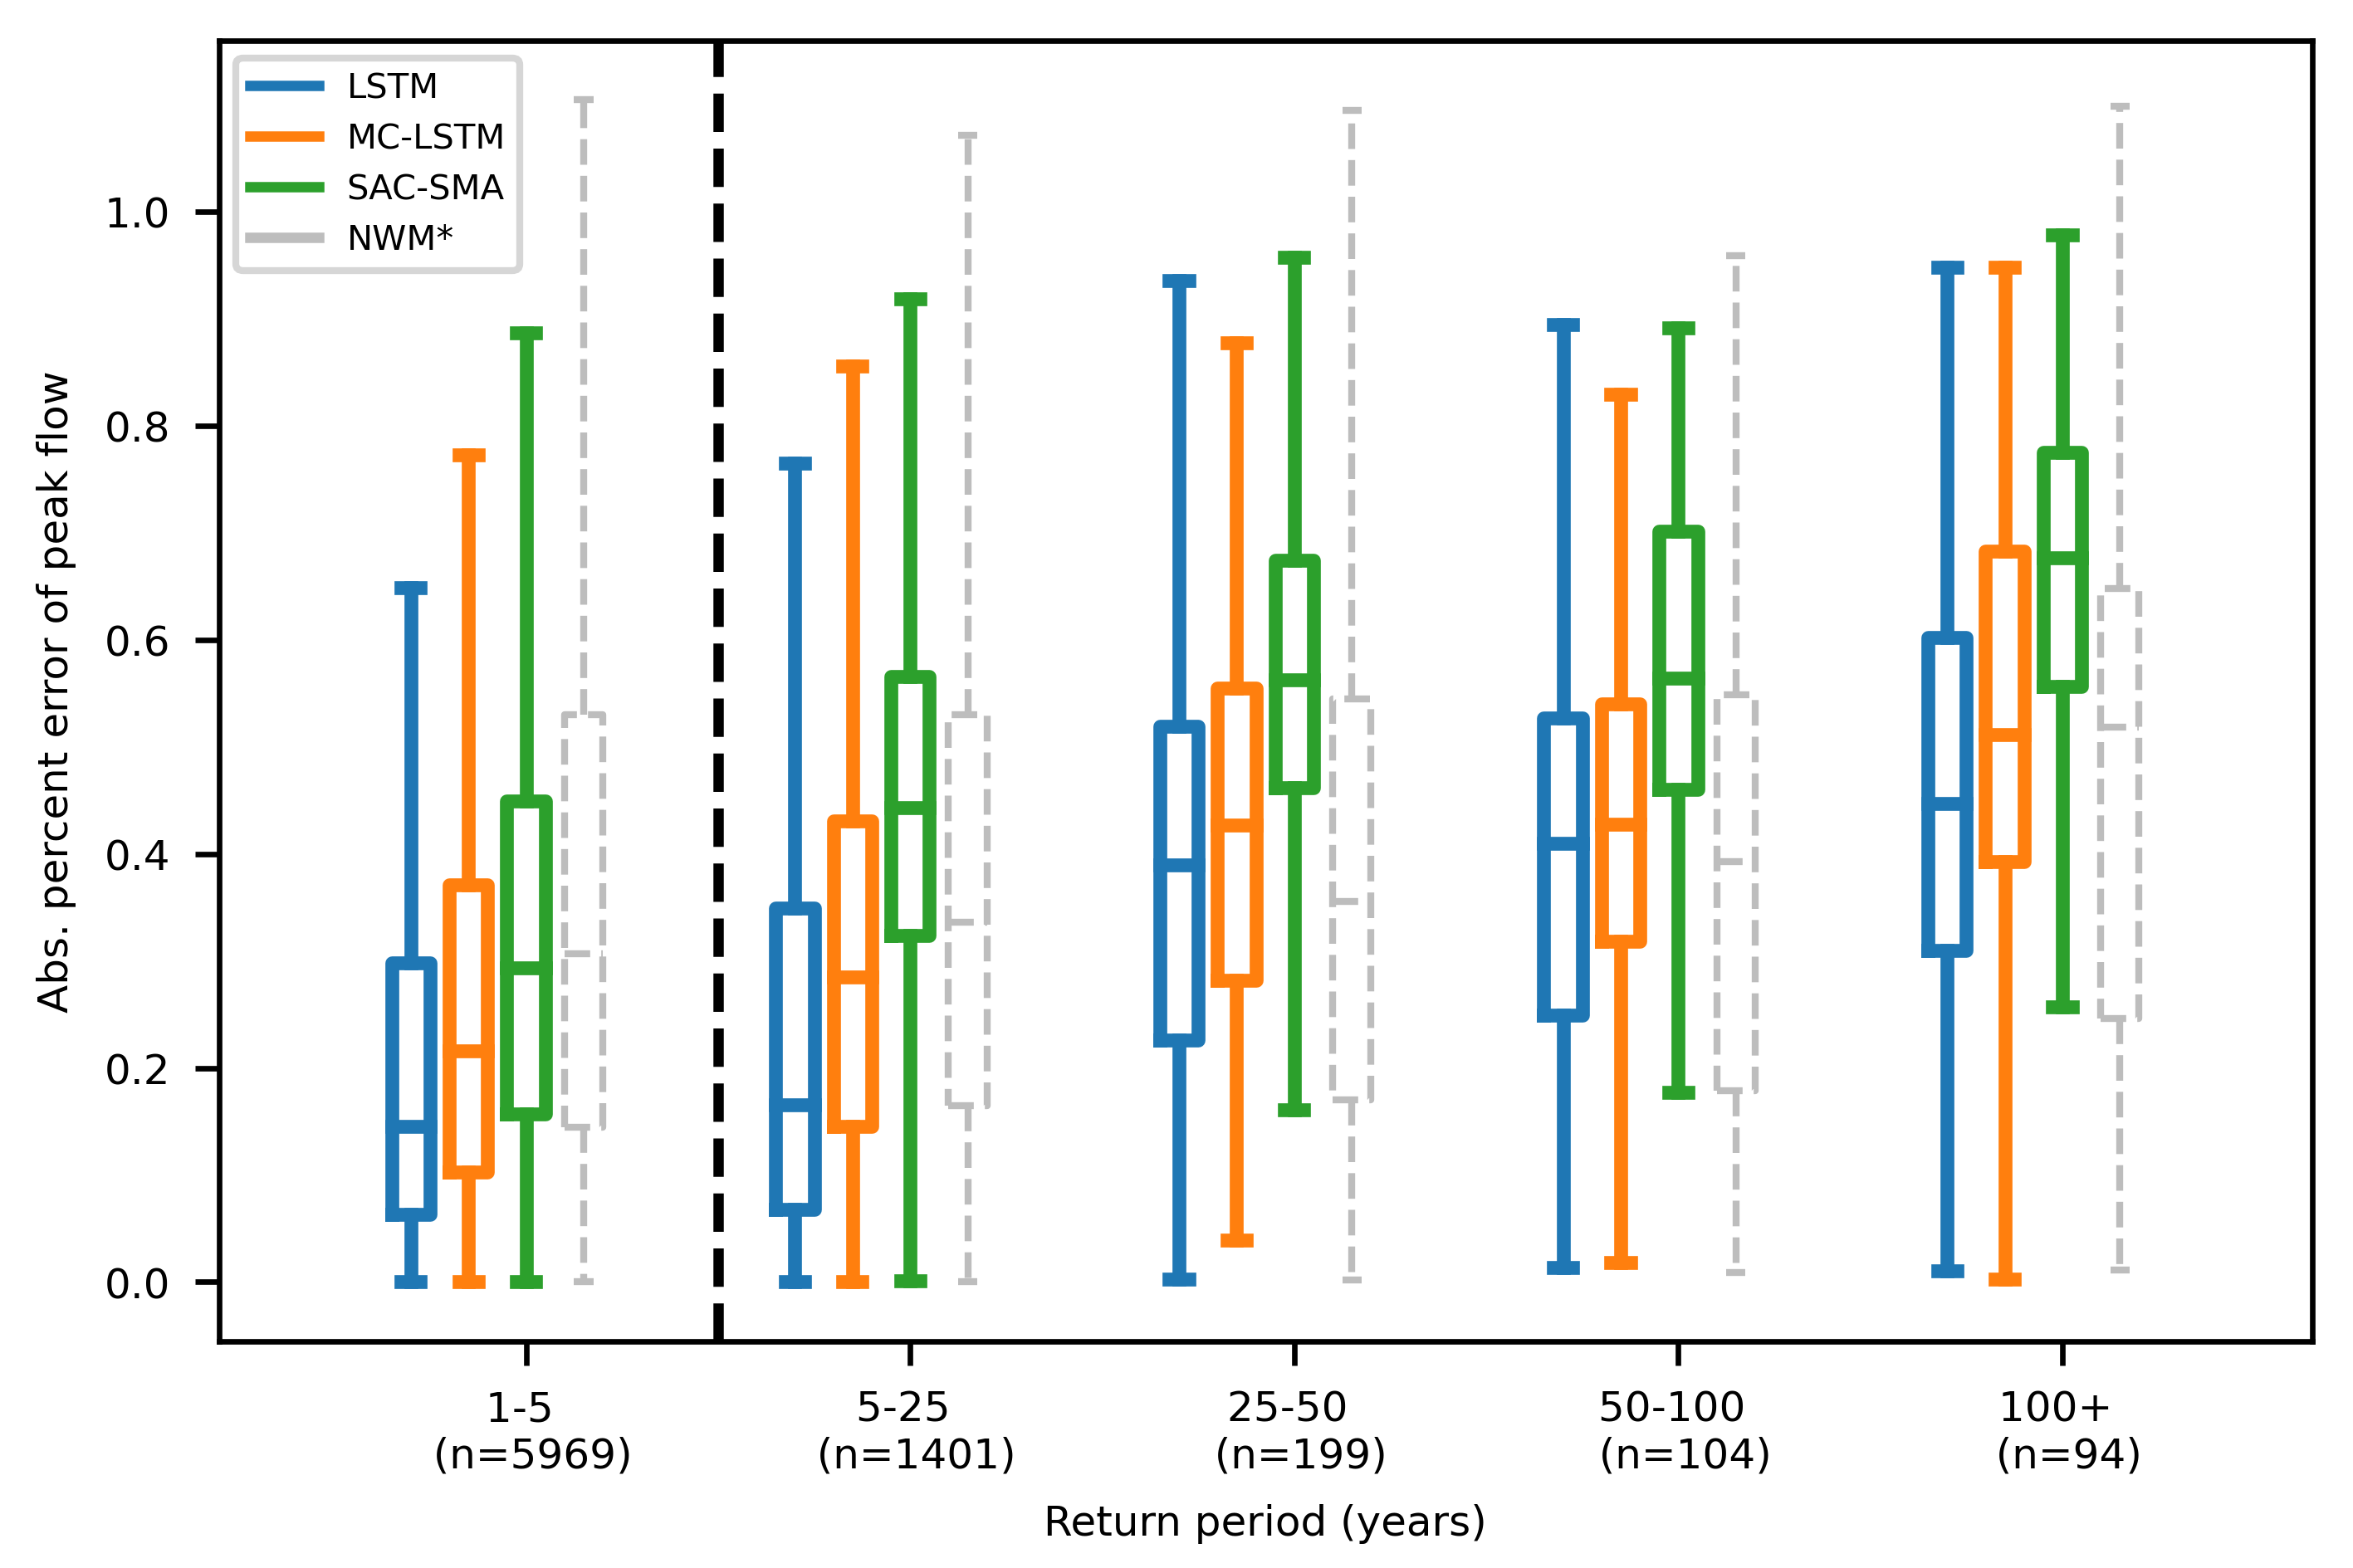 LSTM
MC-LSTM
SAC-SMA
NWM*
Abs. percent error of peak flow
1.0
0.8
0.6
0.4
0.2
0.0
1-5
(n=5969)
5-25
(n=1401)
25-50
(n=199)
50-100
(n=104)
100+
(n=94)
Return period (years)